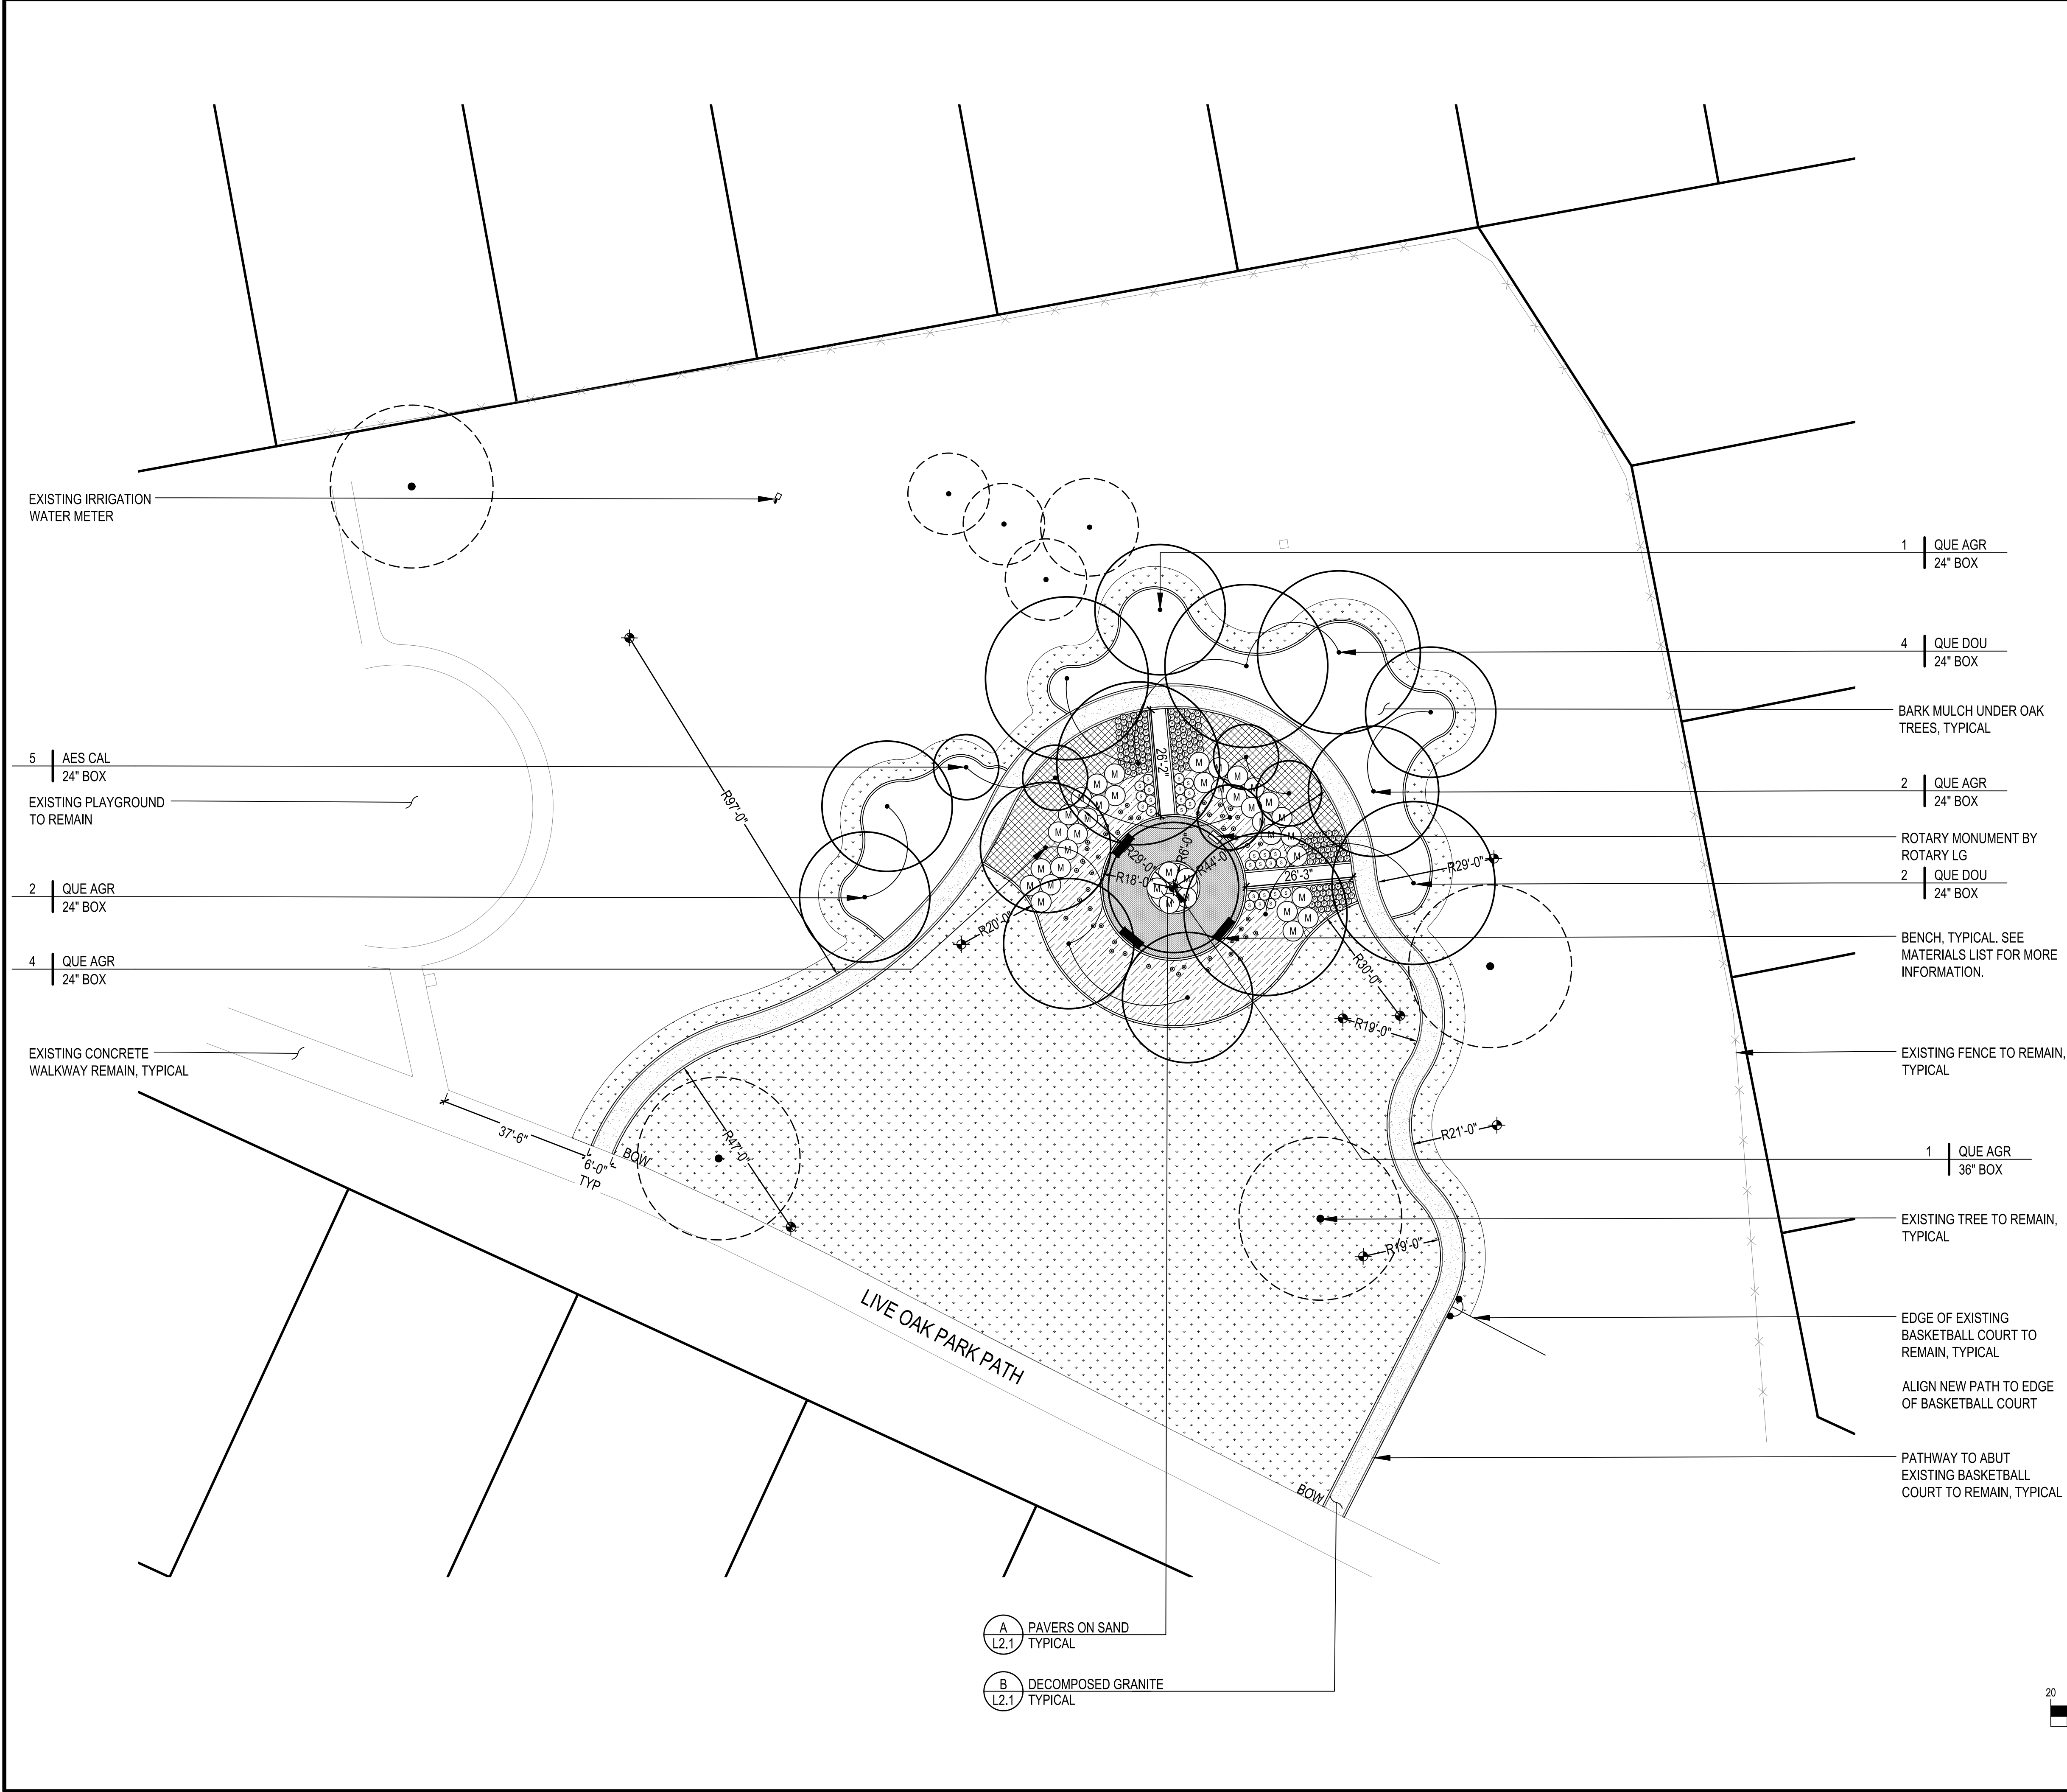 EXISTING IRRIGATION
WATER METER
5 AES CAL
24" BOX
EXISTING PLAYGROUND
TO REMAIN
2 QUE AGR
24" BOX
4 QUE AGR
24" BOX
EXISTING CONCRETE
WALKWAY REMAIN, TYPICAL
R97'-0"
26'-2"
R29'-0"
R6'-0"
R44'-0"
R18'-0"
26'-3"
R20'-0"
R29'-0"
R30'-0"
R19'-0"
R21'-0"
R19'-0"
R47'-0"
37'-6"
6'-0"
TYP
BOW
LIVE OAK PARK PATH
BOW
1 QUE AGR
24" BOX
4 QUE DOU
24" BOX
BARK MULCH UNDER OAK
TREES, TYPICAL
2 QUE AGR
24" BOX
ROTARY MONUMENT BY
ROTARY LG
2 QUE DOU
24" BOX
BENCH, TYPICAL. SEE
MATERIALS LIST FOR MORE
INFORMATION.
EXISTING FENCE TO REMAIN,
TYPICAL
1 QUE AGR
36" BOX
EXISTING TREE TO REMAIN,
TYPICAL
EDGE OF EXISTING
BASKETBALL COURT TO
REMAIN, TYPICAL
ALIGN NEW PATH TO EDGE
OF BASKETBALL COURT
PATHWAY TO ABUT
EXISTING BASKETBALL
COURT TO REMAIN, TYPICAL
A PAVERS ON SAND
L2.1 TYPICAL
B DECOMPOSED GRANITE
L2.1 TYPICAL
20